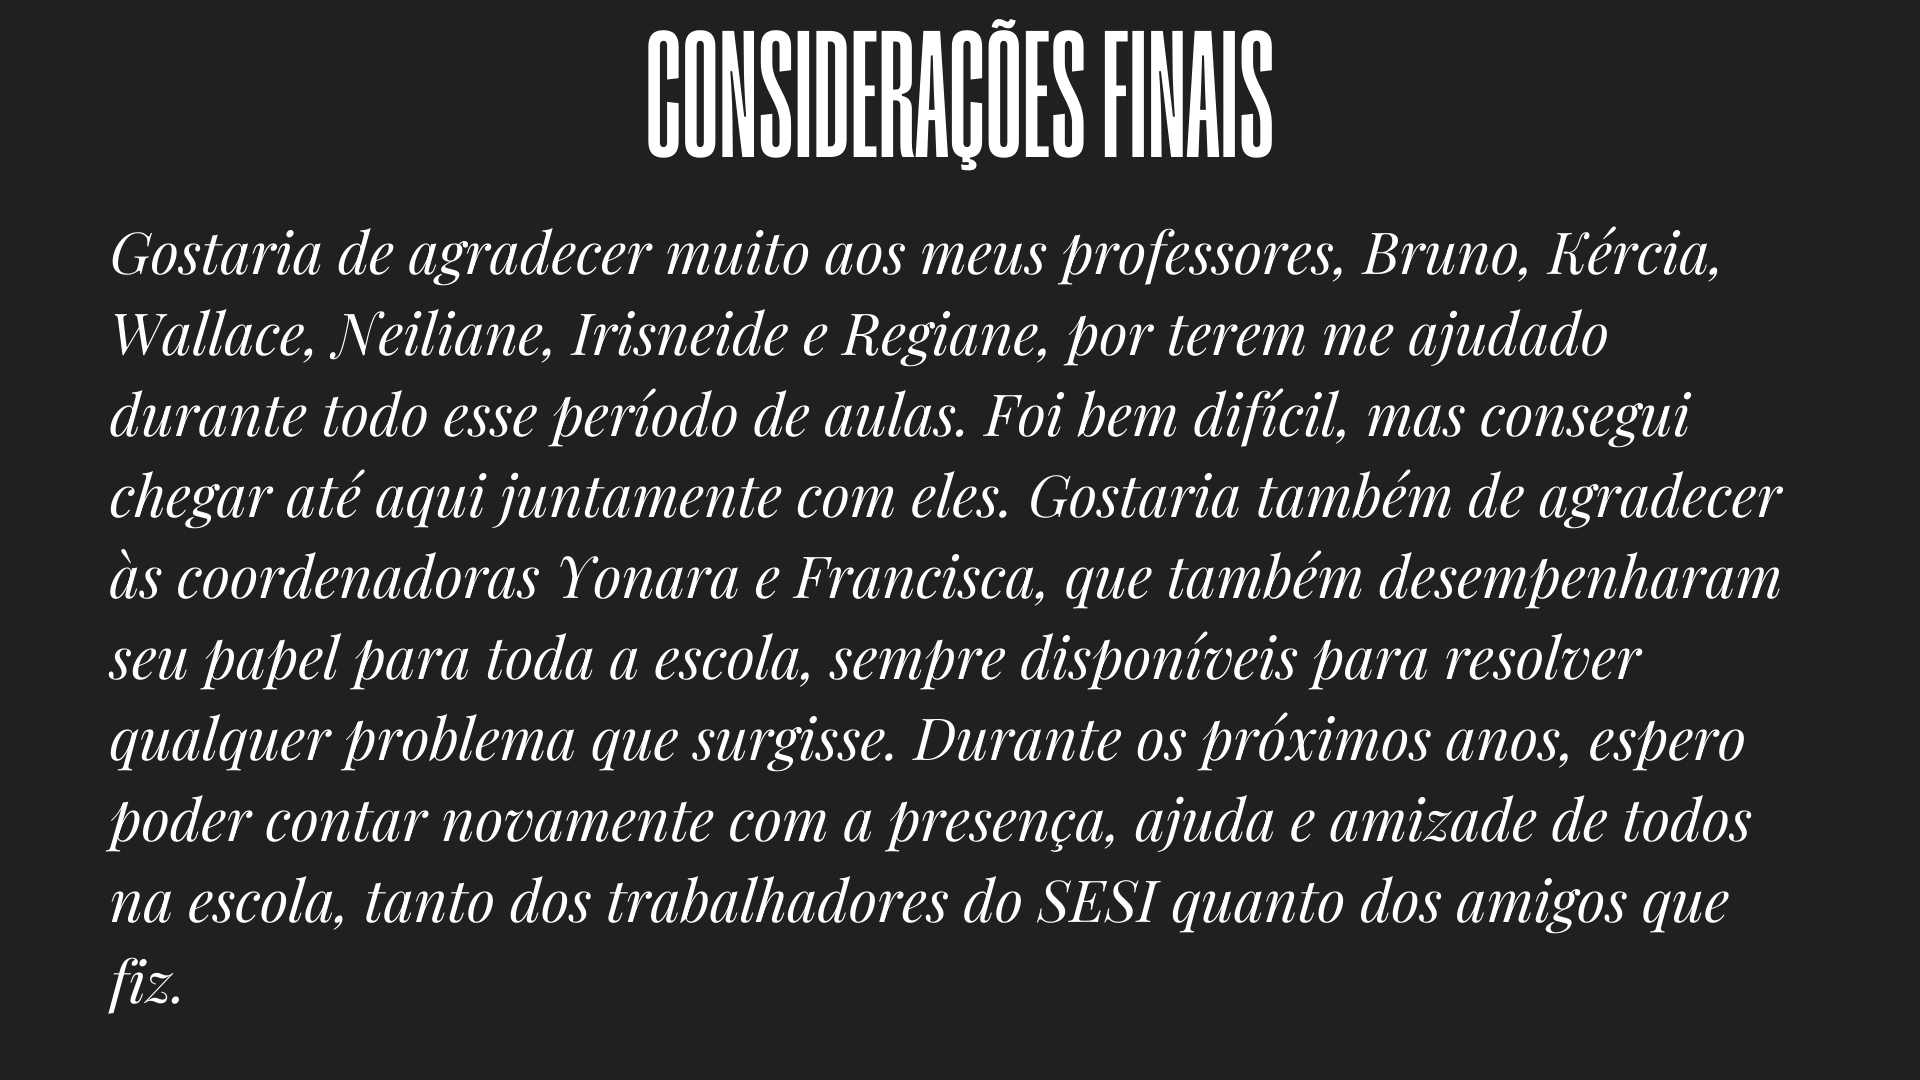 CONSIDERAÇÕES FINAIS
Gostaria de agradecer muito aos meus professores, Bruno, Kércia,
Wallace, Neiliane, Irisneide e Regiane, por terem me ajudado
durante todo esse período de aulas. Foi bem difícil, mas consegui
chegar até aqui juntamente com eles. Gostaria também de agradecer
às coordenadoras Yonara e Francisca, que também desempenharam
seu papel para toda a escola, sempre disponíveis para resolver
qualquer problema que surgisse. Durante os próximos anos, espero
poder contar novamente com a presença, ajuda e amizade de todos
na escola, tanto dos trabalhadores do SESI quanto dos amigos que
fiz.